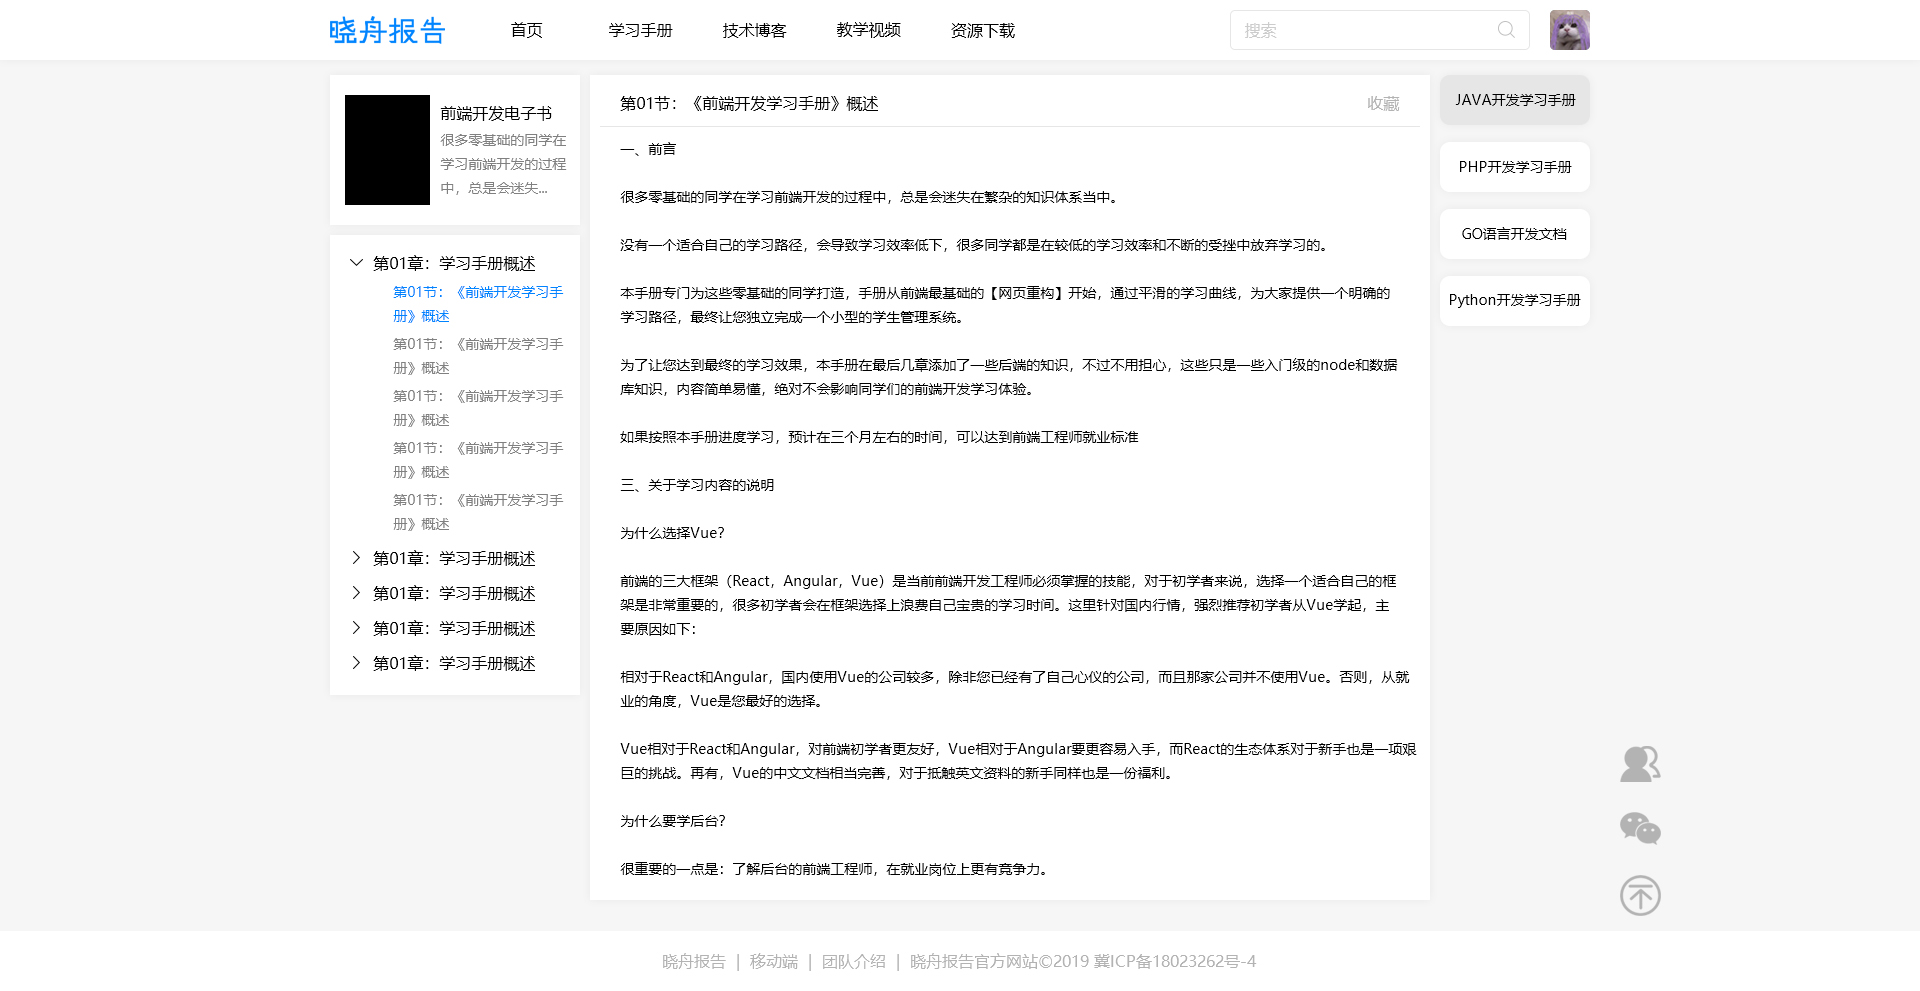 晓舟报告
首页
学习手册
技术博客
教学视频
资源下载
搜索
前端开发电子书
很多零基础的同学在
学习前端开发的过程
中，总是会迷失...
第01章：学习手册概述
第01节：《前端开发学习手
册》概述
第01节：《前端开发学习手
册》概述
第01节：《前端开发学习手
册》概述
第01节：《前端开发学习手
册》概述
第01节：《前端开发学习手
册》概述
第01章：学习手册概述
第01章：学习手册概述
第01章：学习手册概述
第01章：学习手册概述
第01节：《前端开发学习手册》概述
收藏
一、前言
很多零基础的同学在学习前端开发的过程中，总是会迷失在繁杂的知识体系当中。
没有一个适合自己的学习路径，会导致学习效率低下，很多同学都是在较低的学习效率和不断的受挫中放弃学习的。
本手册专门为这些零基础的同学打造，手册从前端最基础的【网页重构】开始，通过平滑的学习曲线，为大家提供一个明确的
学习路径，最终让您独立完成一个小型的学生管理系统。
为了让您达到最终的学习效果，本手册在最后几章添加了一些后端的知识，不过不用担心，这些只是一些入门级的node和数据
库知识，内容简单易懂，绝对不会影响同学们的前端开发学习体验。
如果按照本手册进度学习，预计在三个月左右的时间，可以达到前端工程师就业标准
三、关于学习内容的说明
为什么选择Vue？
前端的三大框架（React，Angular，Vue）是当前前端开发工程师必须掌握的技能，对于初学者来说，选择一个适合自己的框
架是非常重要的，很多初学者会在框架选择上浪费自己宝贵的学习时间。这里针对国内行情，强烈推荐初学者从Vue学起，主
要原因如下：
相对于React和Angular，国内使用Vue的公司较多，除非您已经有了自己心仪的公司，而且那家公司并不使用Vue。否则，从就
业的角度，Vue是您最好的选择。
Vue相对于React和Angular，对前端初学者更友好，Vue相对于Angular要更容易入手，而React的生态体系对于新手也是一项艰
巨的挑战。再有，Vue的中文文档相当完善，对于抵触英文资料的新手同样也是一份福利。
为什么要学后台？
很重要的一点是：了解后台的前端工程师，在就业岗位上更有竞争力。
JAVA开发学习手册
PHP开发学习手册
GO语言开发文档
Python开发学习手册
晓舟报告 | 移动端 | 团队介绍 | 晓舟报告官方网站©2019 冀ICP备18023262号-4